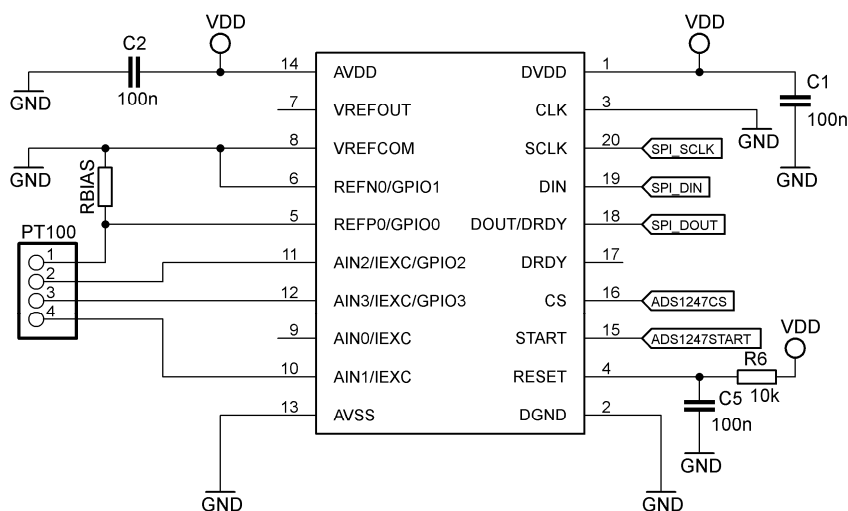 VDD
VDD
C2
14
AVDD
DVDD
1
GND
100n
C1
7
VREFOUT
CLK
3
100n
8
VREFCOM
SCLK
20
SPI_SCLK
GND
GND
RBIAS
GND
6
REFN0/GPIO1
DIN
19
SPI_DIN
5
REFP0/GPIO0
DOUT/DRDY
18
SPI_DOUT
PT100
1
2
3
4
11
AIN2/IEXC/GPIO2
DRDY
17
12
AIN3/IEXC/GPIO3
CS
16
ADS1247CS
9
AIN0/IEXC
START
15
ADS1247START
VDD
10
AIN1/IEXC
RESET
4
R6
10k
13
AVSS
DGND
2
C5
100n
GND
GND
GND